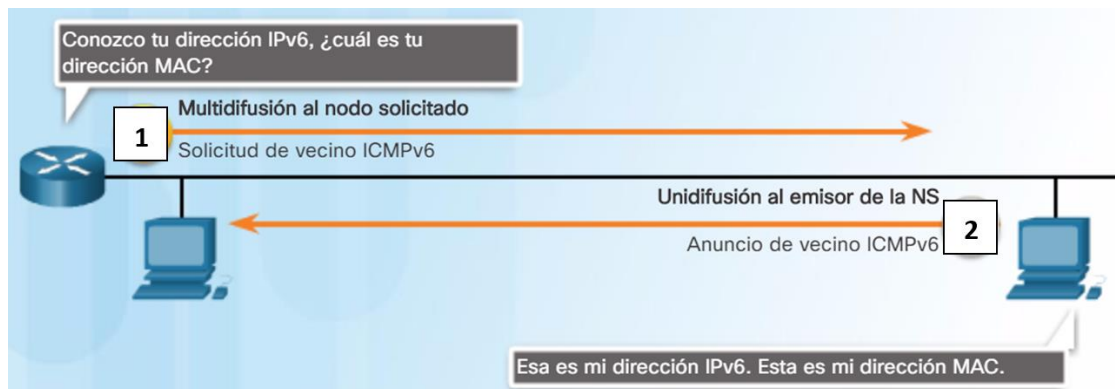 Conozco tu dirección IPv6, ¿cuál es tu
dirección MAC?
Multidifusión al nodo solicitado
1
Solicitud de vecino ICMPv6
Unidifusión al emisor de la NS
2
Anuncio de vecino ICMPv6
Esa es mi dirección IPv6. Esta es mi dirección MAC.